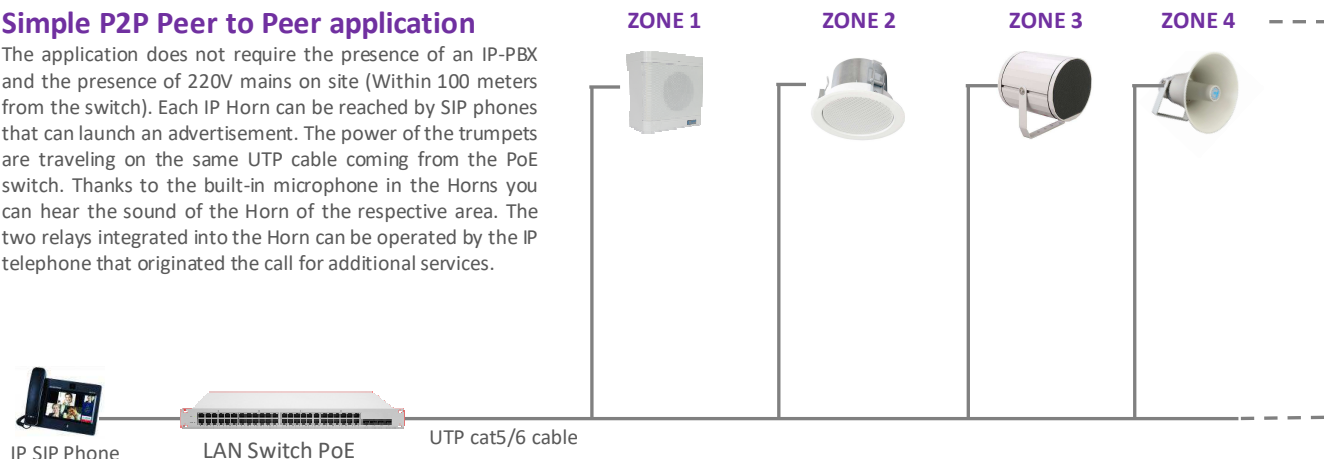 Simple P2P Peer to Peer application
The application does not require the presence of an IP-PBX
and the presence of 220V mains on site (Within 100 meters
from the switch). Each IP Horn can be reached by SIP phones
that can launch an advertisement. The power of the trumpets
are traveling on the same UTP cable coming from the PoE
switch. Thanks to the built-in microphone in the Horns you
can hear the sound of the Horn of the respective area. The
two relays integrated into the Horn can be operated by the IP
telephone that originated the call for additional services.
ZONE 1
ZONE 2
ZONE 3
ZONE 4
IP SIP Phone
LAN Switch PoE
UTP cat5/6 cable